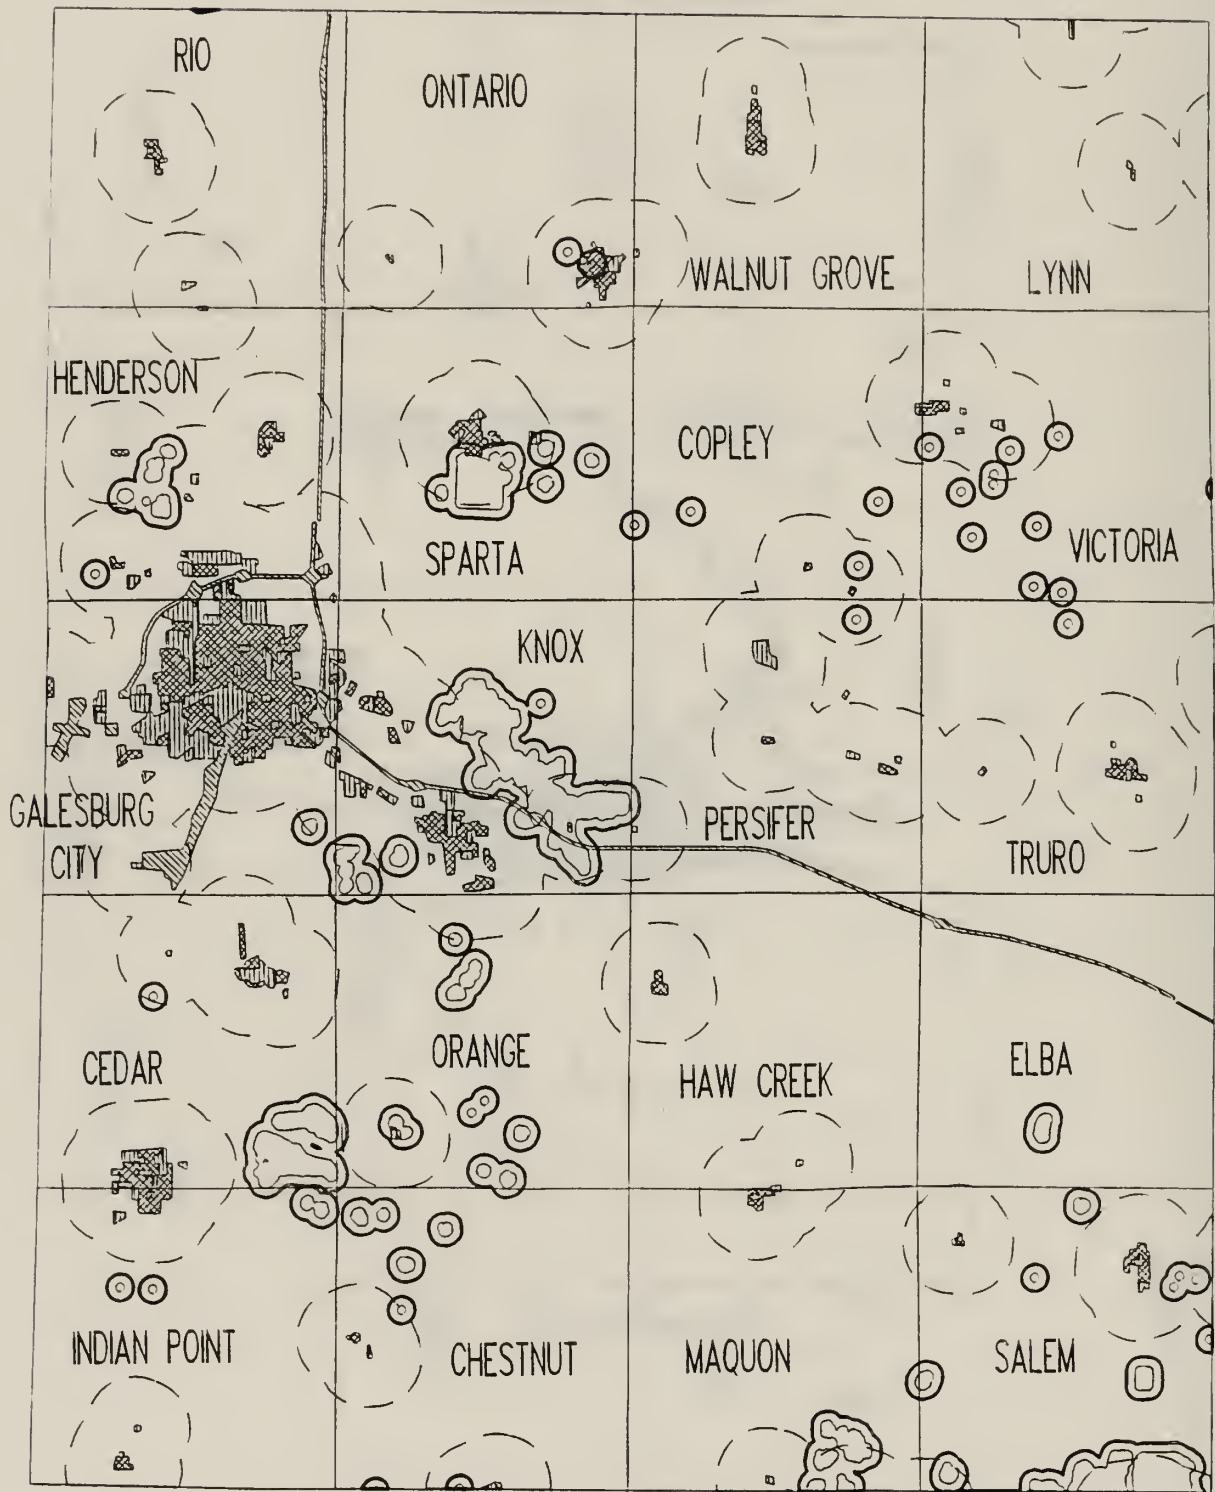 RIO
ONTARIO
WALNUT GROVE
LYNN
HENDERSON
COPLEY
SPARTA
VICTORIA
KNOX
GALESBURG
CITY
PERSIFER
TRURO
CEDAR
ORANGE
HAW CREEK
ELBA
INDIAN POINT
CHESTNUT
MAQUON
SALEM